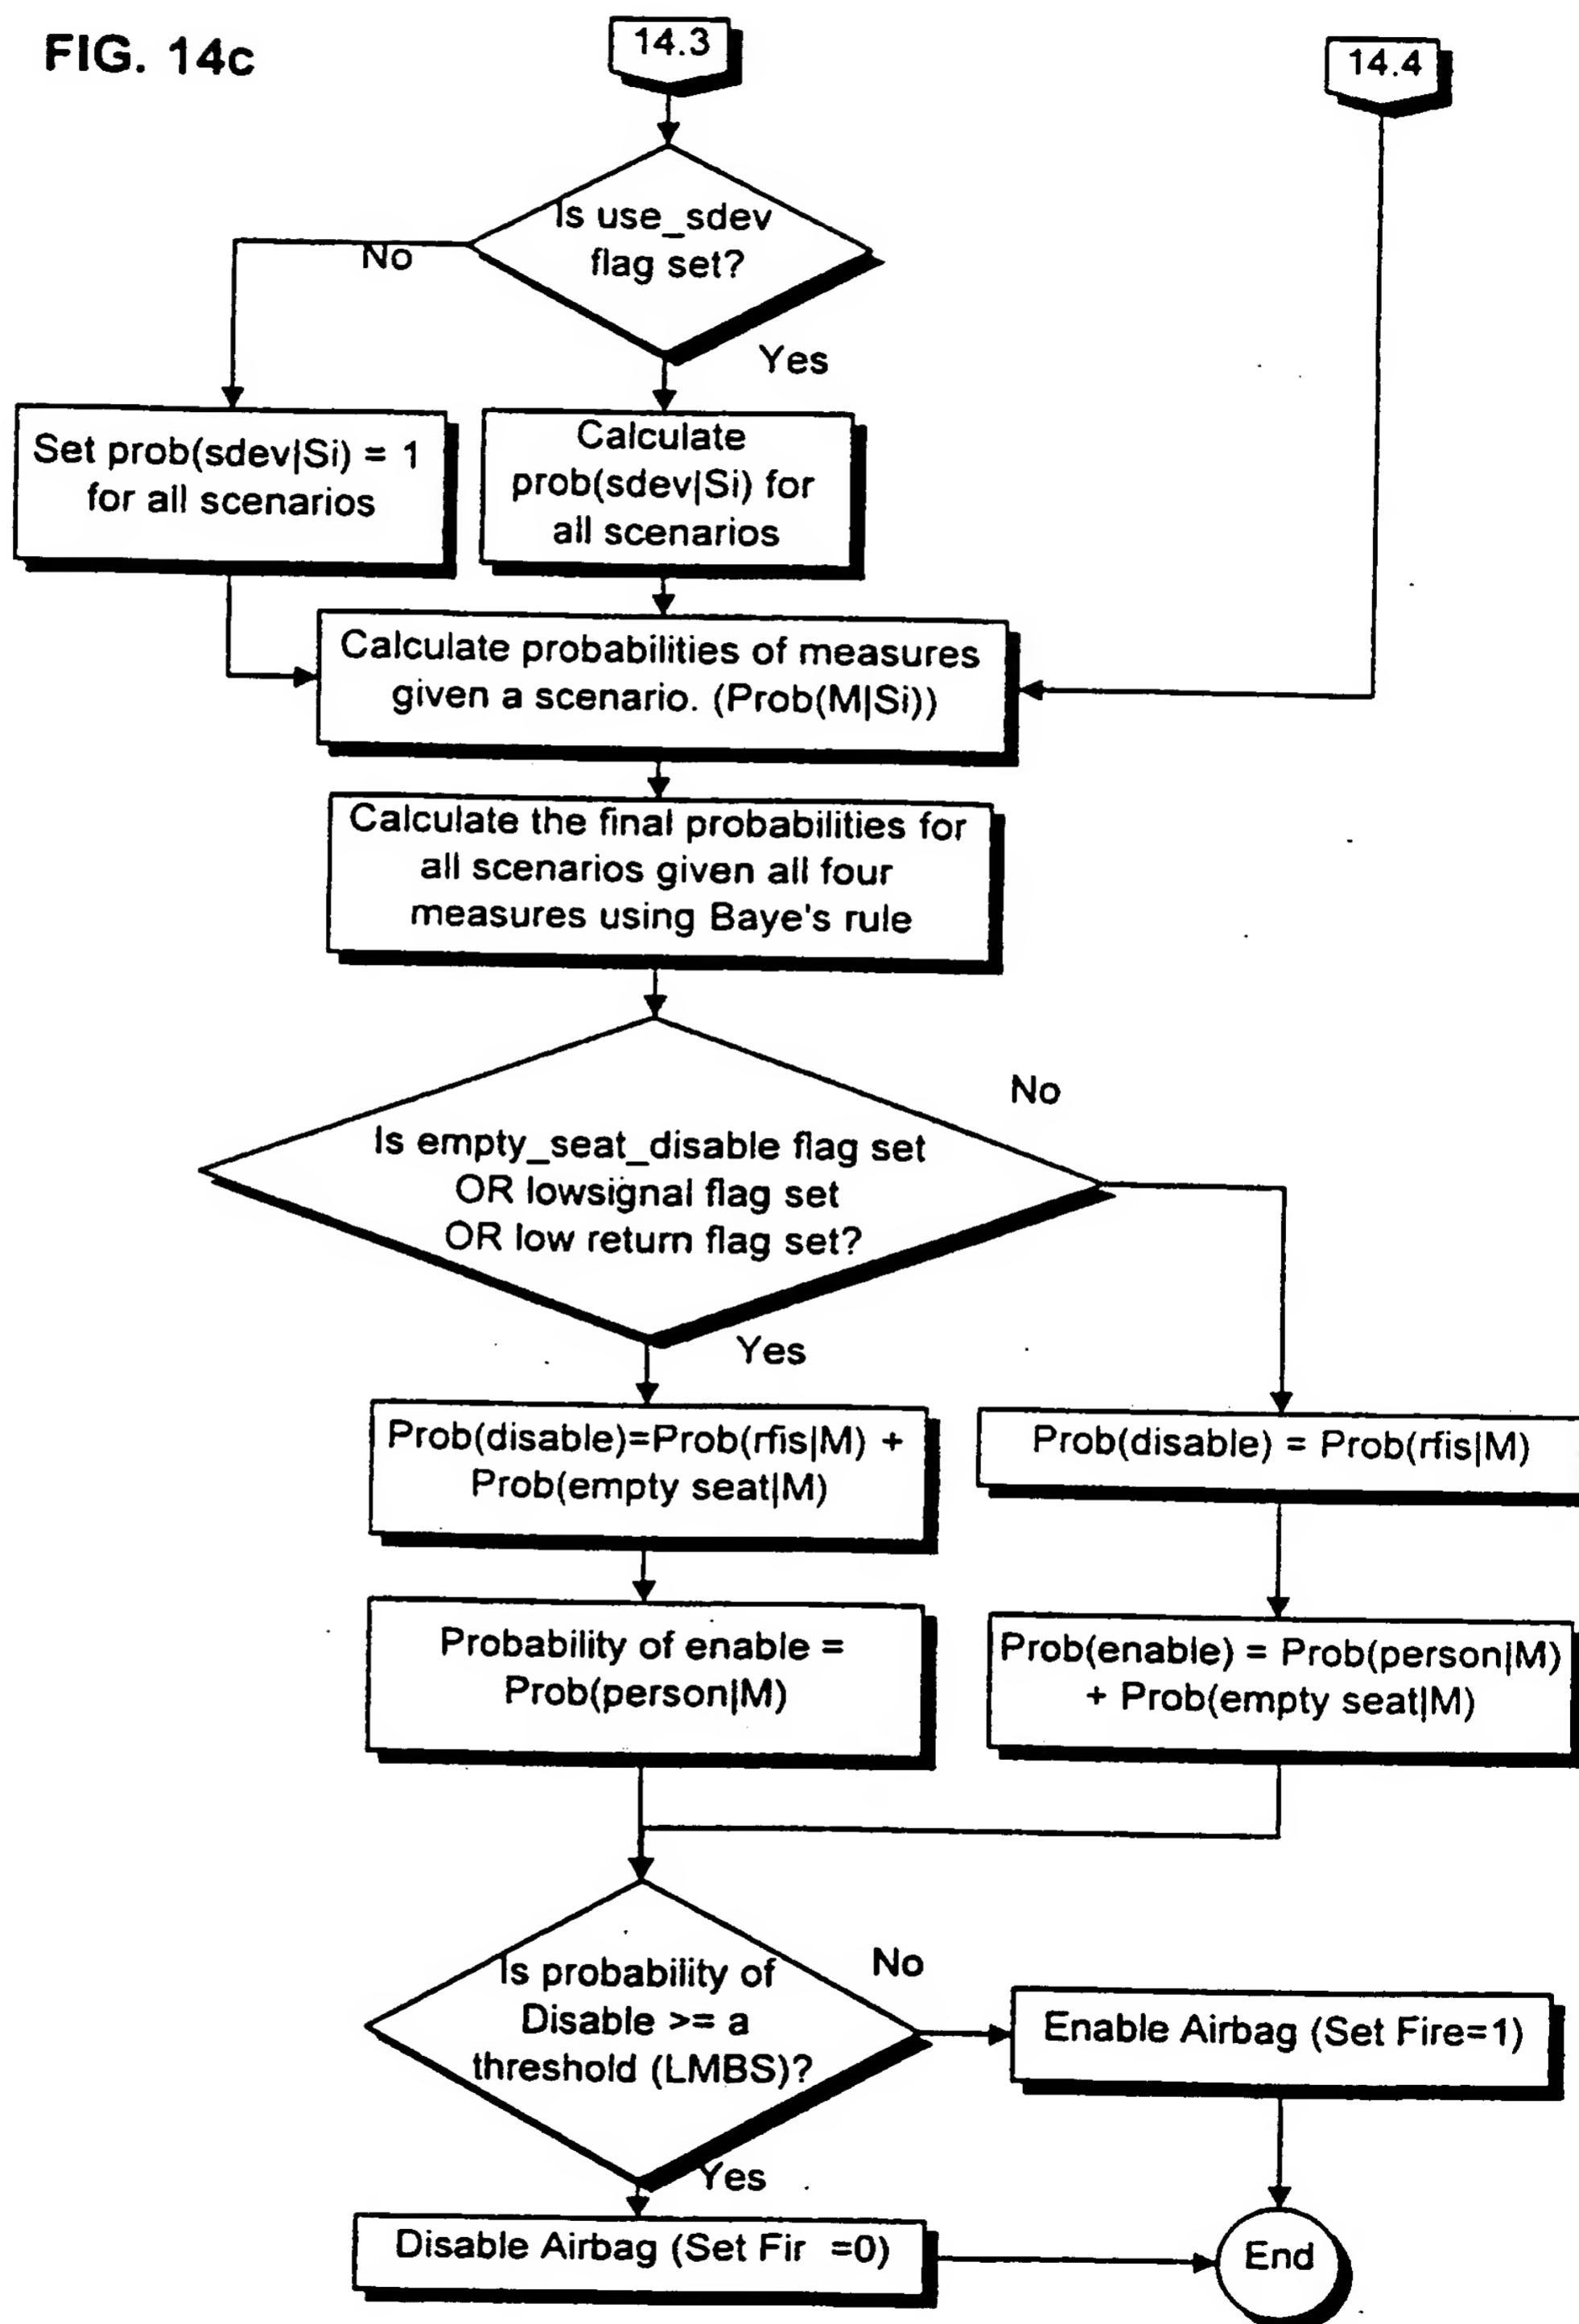 FIG. 14c
14.3
14.4
Is use_sdev
flag set?
No
Yes
Set prob(sdev|Si) = 1
for all scenarios
Calculate
prob(sdev|Si) for
all scenarios
Calculate probabilities of measures
given a scenario. (Prob(M|Si))
Calculate the final probabilities for
all scenarios given all four
measures using Baye's rule
No
Is empty_seat_disable flag set
OR lowsignal flag set
OR low return flag set?
Yes
Prob(disable)=Prob(rfis|M) +
Prob(empty seat|M)
Prob(disable) = Prob(rfis|M)
Probability of enable =
Prob(person|M)
Prob(enable) = Prob(person|M)
+ Prob(empty seat|M)
Is probability of
Disable >= a
threshold (LMBS)?
No
Enable Airbag (Set Fire=1)
Yes
Disable Airbag (Set Fir =0)
End